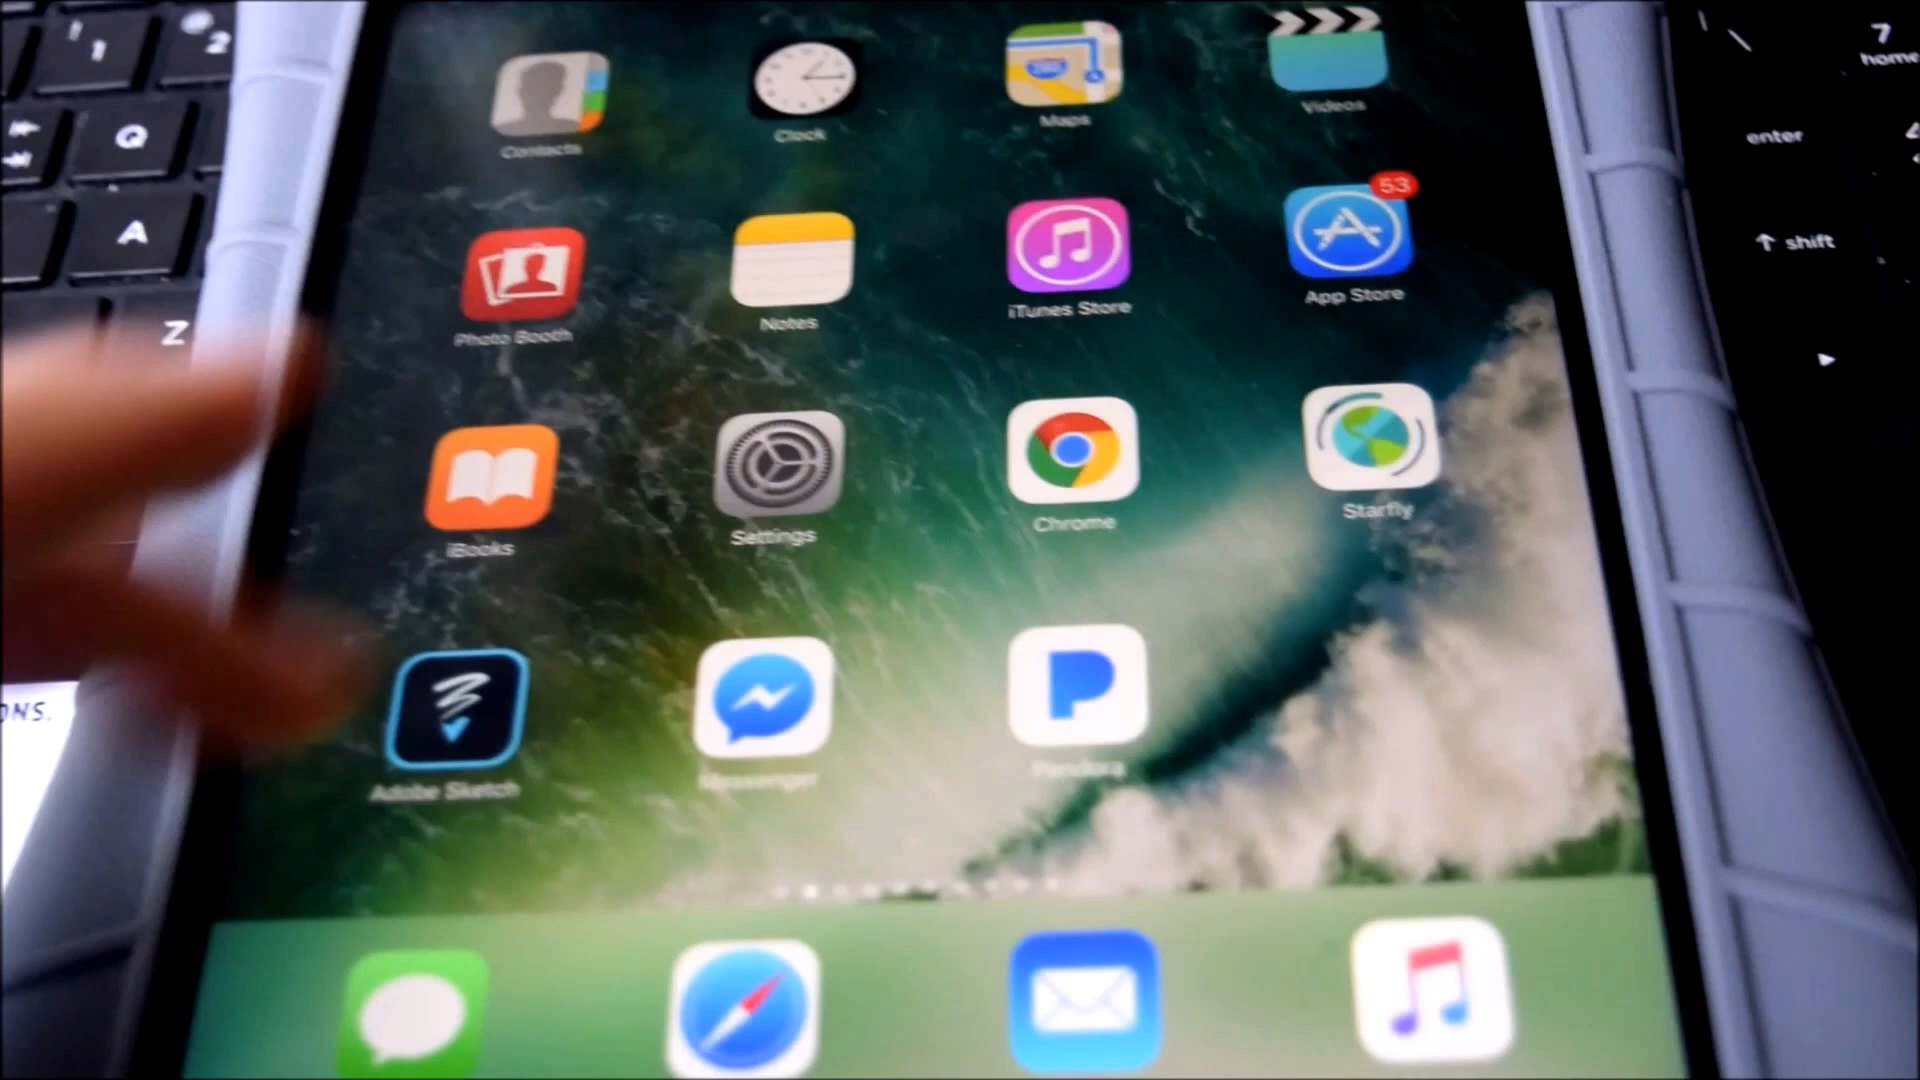 !
1
2
Q
A
Z
ONS.
Contacts
Clock
Maps
Videos
Photo Booth
Notes
iTunes Store
53
App Store
iBooks
Settings
Chrome
Starfly
Adobe Sketch
Messenger
Pandora
7
home
enter
↑ shift